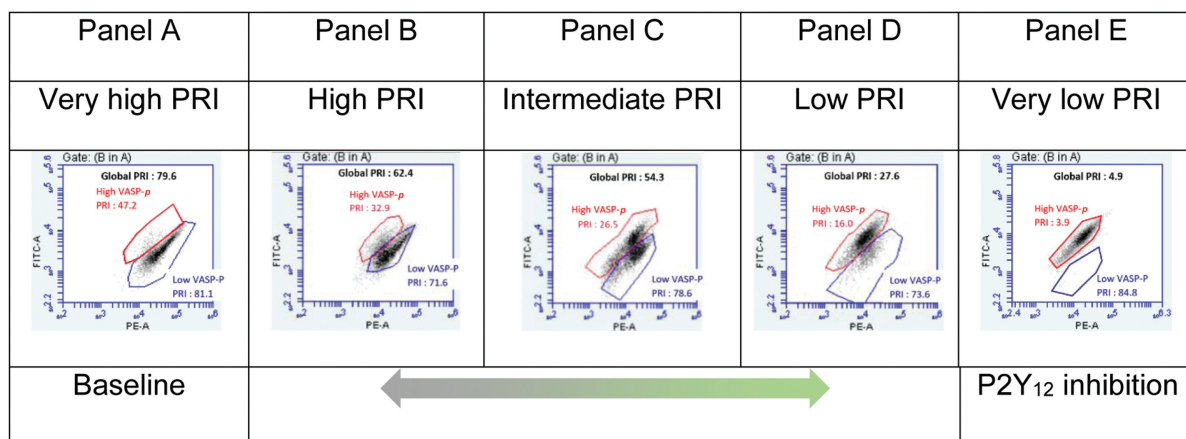 Panel A
Panel B
Panel C
Panel D
Panel E
Very high PRI
High PRI
Intermediate PRI
Low PRI
Very low PRI
Gate: (B in A)
Global PRI : 79.6
High VASP-p
PRI : 47.2
Low VASP-P
PRI : 81.1
FITC-A
PE-A
Gate: (B in A)
Global PRI : 62.4
High VASP-p
PRI : 32.9
Low VASP-P
PRI : 71.6
FITC-A
PE-A
Gate: (B in A)
Global PRI : 54.3
High VASP-p
PRI : 26.5
Low VASP-P
PRI : 78.6
FITC-A
PE-A
Gate: (B in A)
Global PRI : 27.6
High VASP-p
PRI : 16.0
Low VASP-P
PRI : 73.6
FITC-A
PE-A
Gate: (B in A)
Global PRI : 4.9
High VASP-p
PRI : 3.9
Low VASP-P
PRI : 84.8
FITC-A
PE-A
Baseline
P2Y₁₂ inhibition